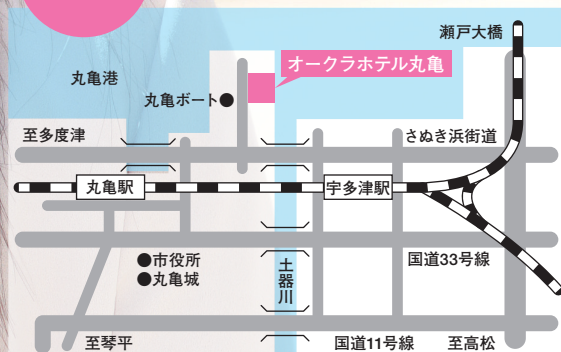 瀬戸大橋
オークラホテル丸亀
丸亀港
丸亀ボート●
至多度津
さぬき浜街道
丸亀駅
宇多津駅
●市役所
●丸亀城
土器川
国道33号線
至琴平
国道11号線
至高松